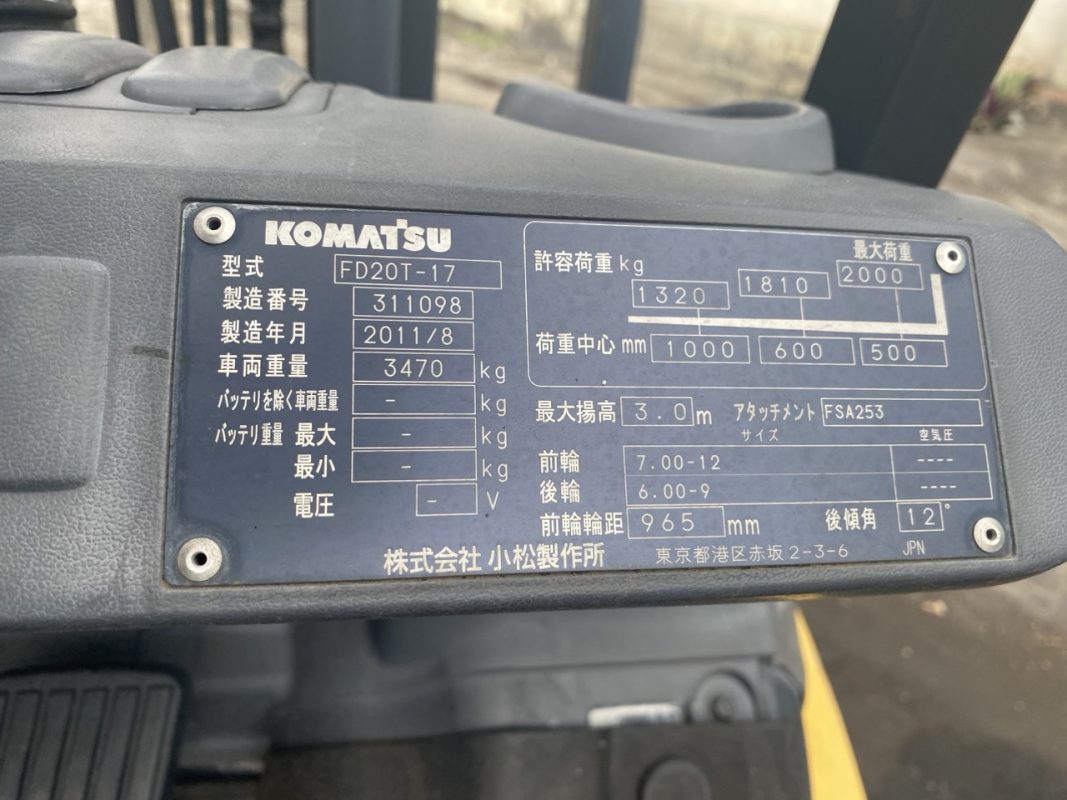 KOMATSU
型式 FD20T-17
製造番号 311098
製造年月 2011/8
車両重量 3470 kg
バッテリを除く車両重量 - kg
バッテリ重量 最大 - kg
最小 - kg
電圧 - V
最大荷重
許容荷重 kg 1320 1810 2000
荷重中心 mm 1000 600 500
最大揚高 3.0 m アタッチメント FSA253
サイズ 空気圧
前輪 7.00-12 ----
後輪 6.00-9 ----
前輪輪距 965 mm 後傾角 12°
株式会社 小松製作所 東京都港区赤坂 2-3-6 JPN